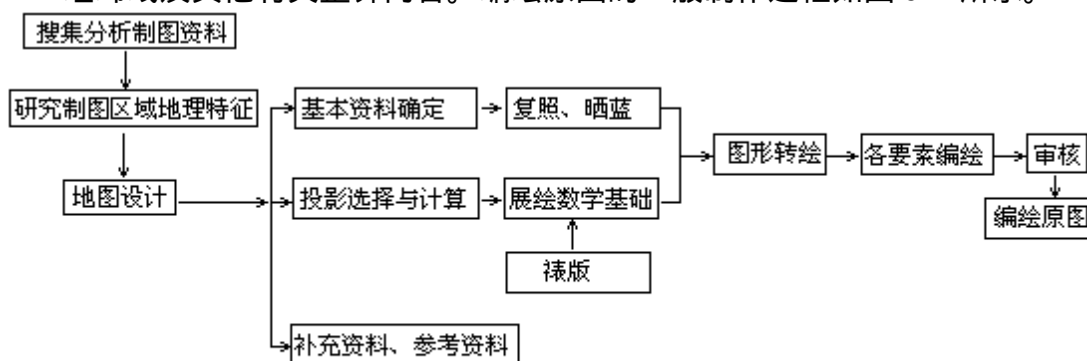 搜集分析制图资料
研究制图区域地理特征
地图设计
基本资料确定
复照、晒蓝
投影选择与计算
展绘数学基础
裱版
补充资料、参考资料
图形转绘
各要素编绘
审核
编绘原图